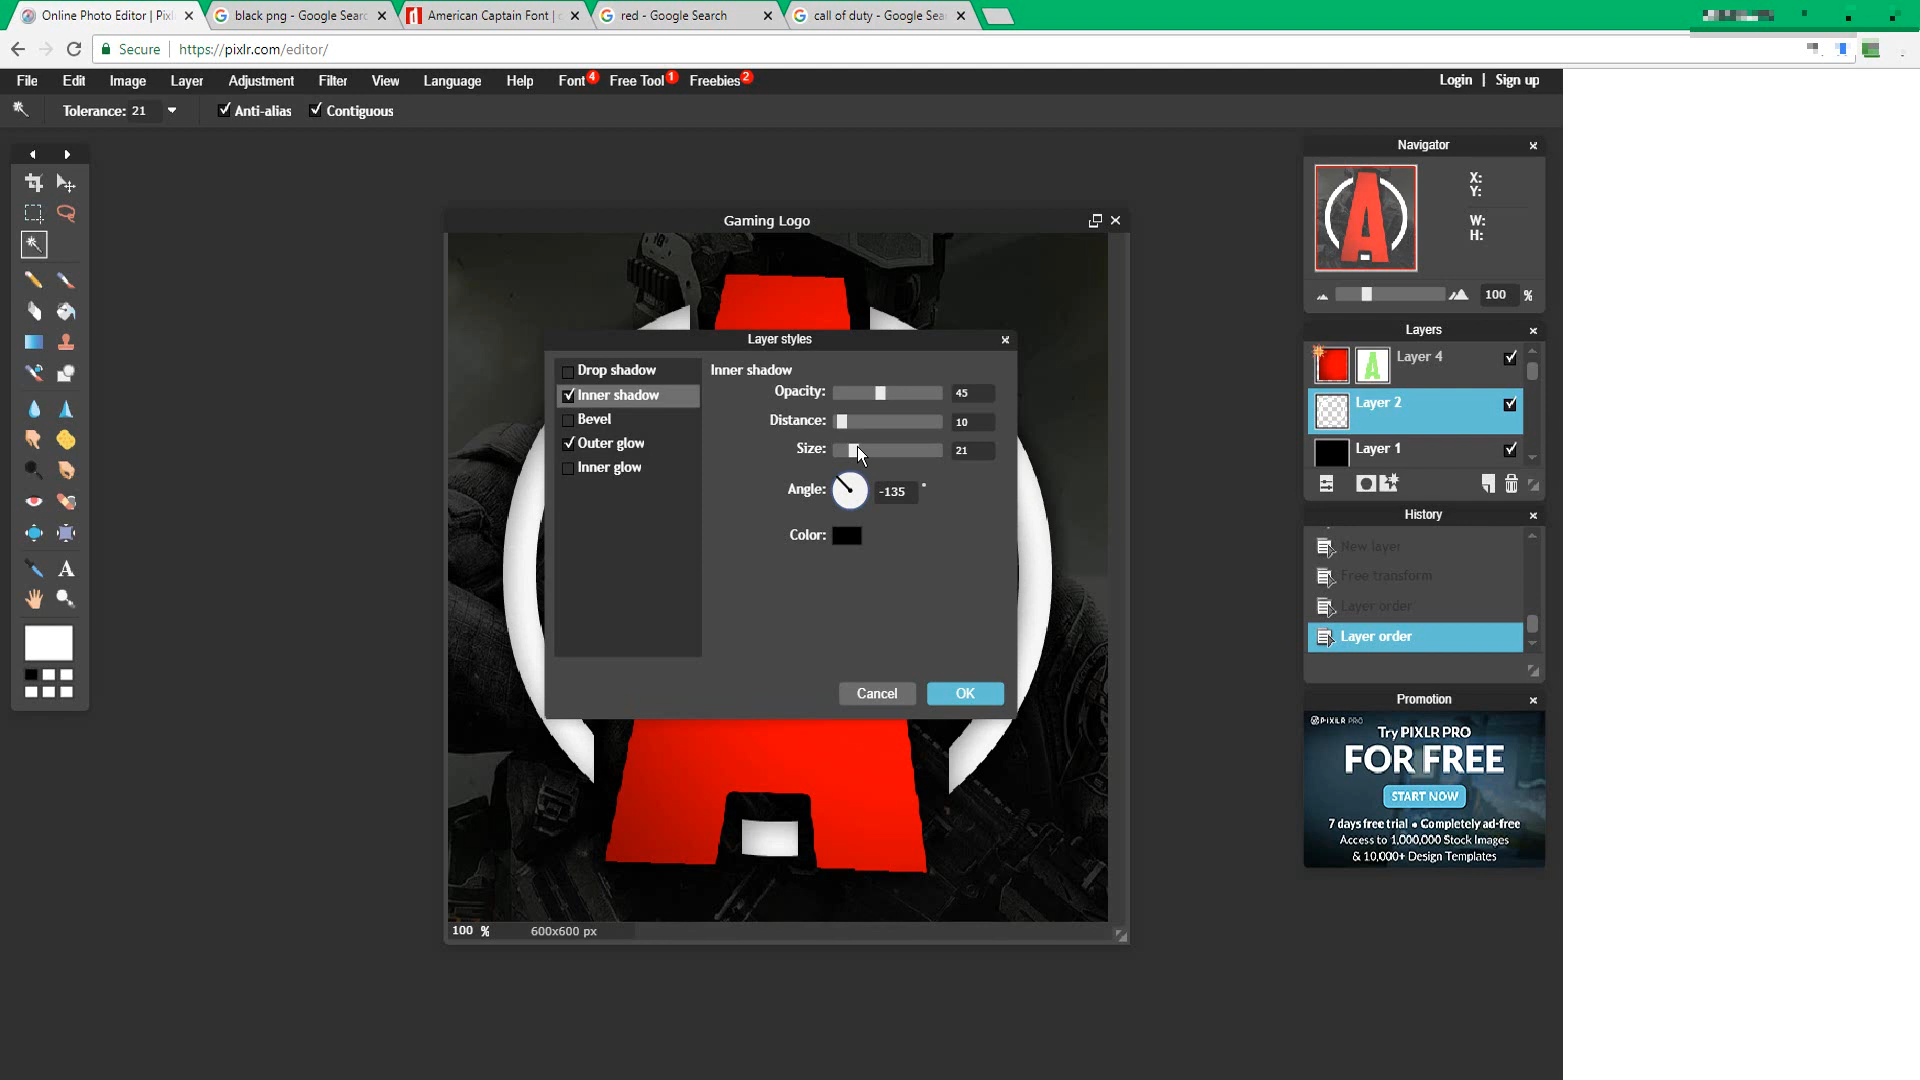 Online Photo Editor | Pixl
black png - Google Searc
American Captain Font | d
red - Google Search
call of duty - Google Sea
Secure
https://pixlr.com/editor/
File
Edit
Image
Layer
Adjustment
Filter
View
Language
Help
Font 4
Free Tool 1
Freebies 2
Login | Sign up
Tolerance: 21
Anti-alias
Contiguous
Navigator
X:
Y:
W:
H:
100 %
Gaming Logo
Layer styles
Drop shadow
Inner shadow
Bevel
Outer glow
Inner glow
Inner shadow
Opacity: 45
Distance: 10
Size: 21
Angle: -135 °
Color:
Cancel
OK
A
100 %
600x600 px
Layers
Layer 4
Layer 2
Layer 1
History
New layer
Free transform
Layer order
Layer order
Promotion
PIXLR PRO
Try PIXLR PRO
FOR FREE
START NOW
7 days free trial • Completely ad-free
Access to 1,000,000 Stock Images
& 10,000+ Design Templates